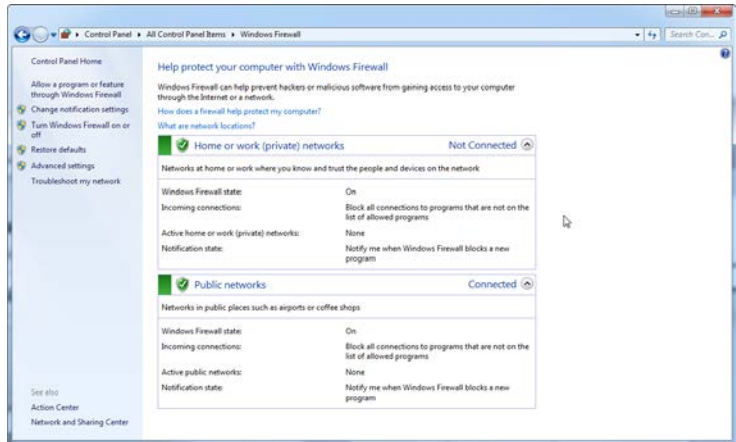 Control Panel
All Control Panel Items
Windows Firewall
Search Con...
Control Panel Home
Allow a program or feature
through Windows Firewall
Change notification settings
Turn Windows Firewall on or
off
Restore defaults
Advanced settings
Troubleshoot my network
See also
Action Center
Network and Sharing Center
Help protect your computer with Windows Firewall
Windows Firewall can help prevent hackers or malicious software from gaining access to your computer
through the Internet or a network.
How does a firewall help protect my computer?
What are network locations?
Home or work (private) networks Not Connected
Networks at home or work where you know and trust the people and devices on the network
Windows Firewall state: On
Incoming connections: Block all connections to programs that are not on the
list of allowed programs
Active home or work (private) networks: None
Notification state: Notify me when Windows Firewall blocks a new
program
Public networks Connected
Networks in public places such as airports or coffee shops
Windows Firewall state: On
Incoming connections: Block all connections to programs that are not on the
list of allowed programs
Active public networks: None
Notification state: Notify me when Windows Firewall blocks a new
program